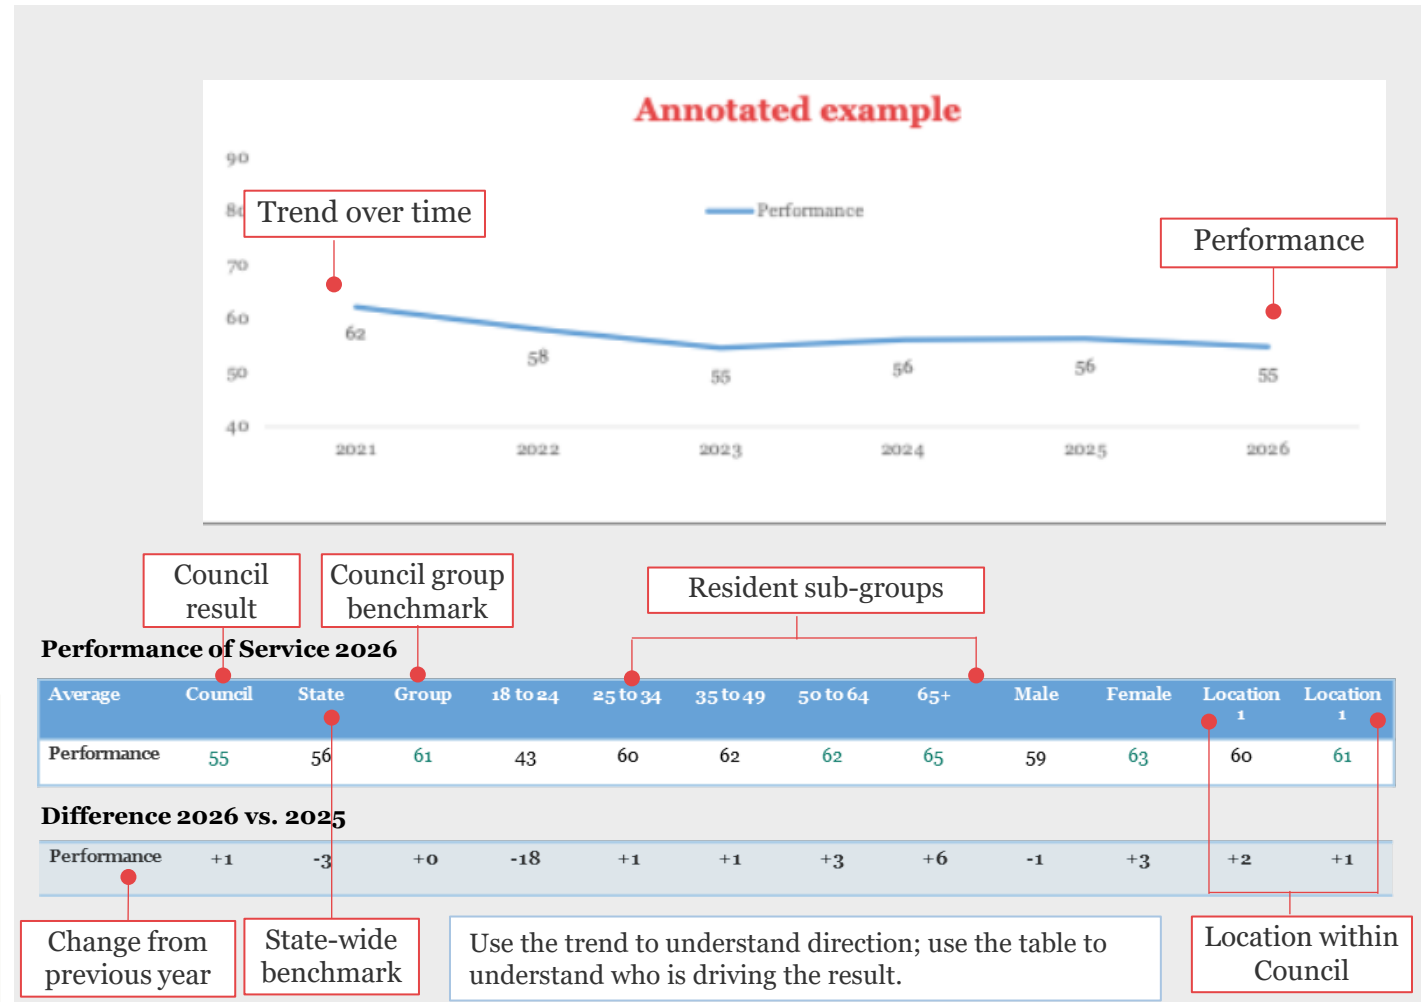 Annotated example
90
80
Trend over time
Performance
Performance
70
60
62
58
55
56
56
55
50
40
2021 2022 2023 2024 2025 2026
Council
result
Council group
benchmark
Resident sub-groups
Performance of Service 2026
Average Council State Group 18 to 24 25 to 34 35 to 49 50 to 64 65+ Male Female Location 1 Location 1
Performance 55 56 61 43 60 62 62 65 59 63 60 61
Difference 2026 vs. 2025
Performance +1 -3 +0 -18 +1 +1 +3 +6 -1 +3 +2 +1
Change from
previous year
State-wide
benchmark
Use the trend to understand direction; use the table to
understand who is driving the result.
Location within
Council